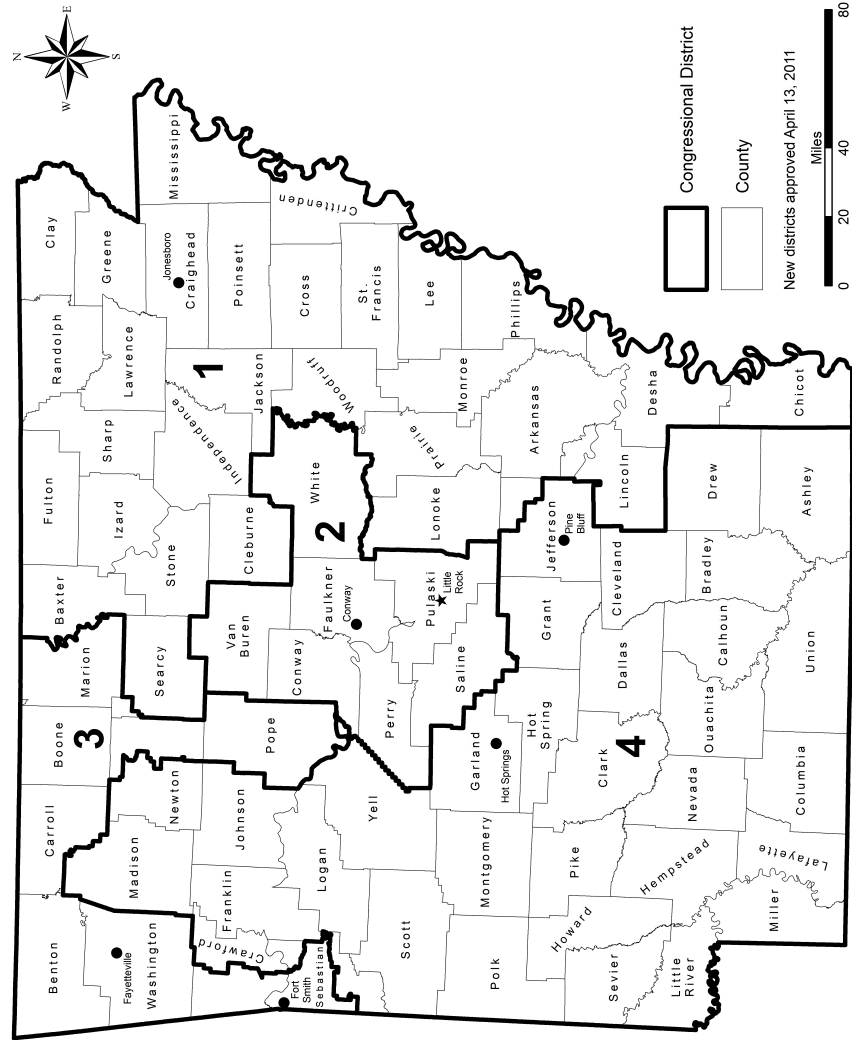 N
E
S
W
Benton
Carroll
Boone
Marion
Baxter
Fulton
Randolph
Clay
Fayetteville
Washington
Madison
Newton
3
Searcy
Stone
Izard
Sharp
Lawrence
Greene
Crawford
Franklin
Johnson
Pope
Van
Buren
Cleburne
Independence
1
Jackson
Jonesboro
Craighead
Mississippi
Poinsett
Fort
Smith
Sebastian
Logan
Yell
Conway
Faulkner
Conway
2
White
Woodruff
Cross
Crittenden
St.
Francis
Scott
Perry
Pulaski
Little
Rock
Lonoke
Prairie
Monroe
Lee
Phillips
Polk
Montgomery
Garland
Hot Springs
Saline
Hot
Spring
Grant
Jefferson
Pine
Bluff
Arkansas
Howard
Pike
Clark
4
Dallas
Cleveland
Lincoln
Desha
Sevier
Little
River
Hempstead
Nevada
Ouachita
Calhoun
Bradley
Drew
Chicot
Miller
Lafayette
Columbia
Union
Ashley
Congressional District
County
New districts approved April 13, 2011
Miles
0 20 40 80